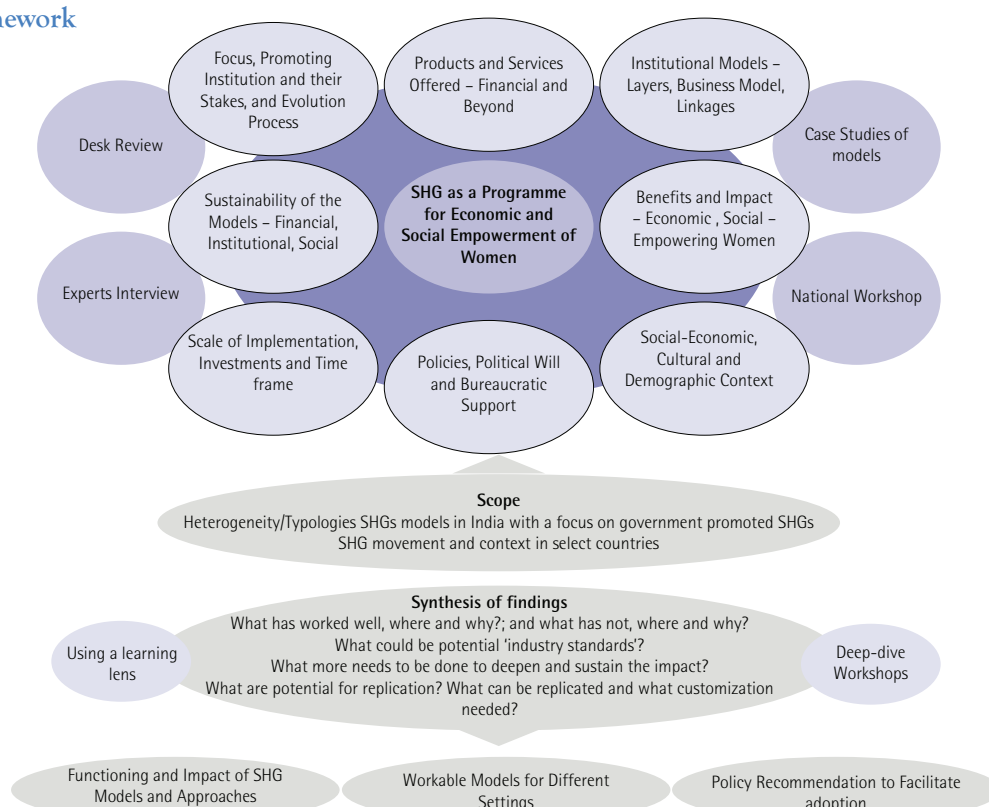 nework
Focus, Promoting
Institution and their
Stakes, and Evolution
Process
Products and Services
Offered – Financial and
Beyond
Institutional Models –
Layers, Business Model,
Linkages
Desk Review
Case Studies of
models
Sustainability of the
Models – Financial,
Institutional, Social
SHG as a Programme
for Economic and
Social Empowerment of
Women
Benefits and Impact
– Economic , Social –
Empowering Women
Experts Interview
National Workshop
Scale of Implementation,
Investments and Time
frame
Policies, Political Will
and Bureaucratic
Support
Social-Economic,
Cultural and
Demographic Context
Scope
Heterogeneity/Typologies SHGs models in India with a focus on government promoted SHGs
SHG movement and context in select countries
Synthesis of findings
What has worked well, where and why?; and what has not, where and why?
What could be potential ‘industry standards’?
What more needs to be done to deepen and sustain the impact?
What are potential for replication? What can be replicated and what customization
needed?
Using a learning
lens
Deep-dive
Workshops
Functioning and Impact of SHG
Models and Approaches
Workable Models for Different
Settings
Policy Recommendation to Facilitate
adoption